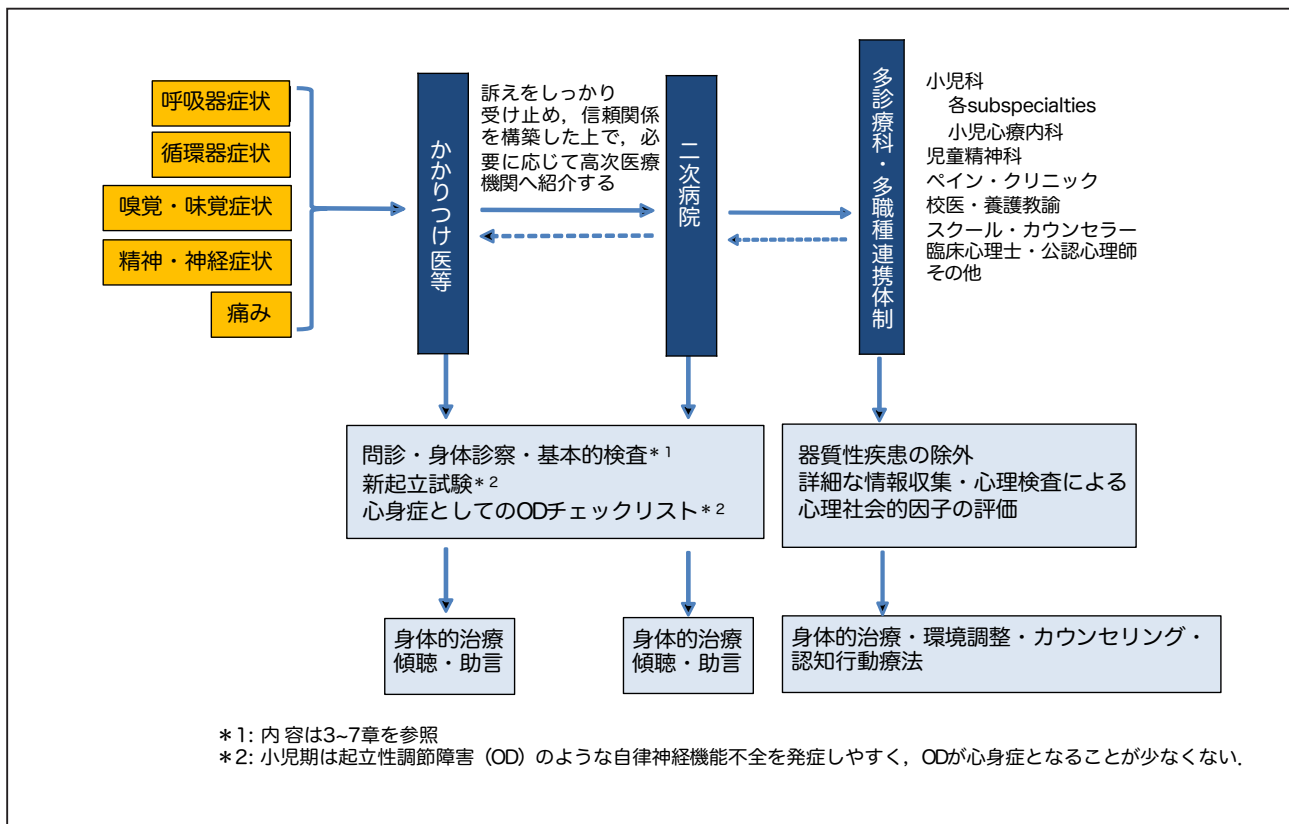 呼吸器症状
循環器症状
嗅覚・味覚症状
精神・神経症状
痛み
かかりつけ医等
訴えをしっかり
受け止め，信頼関係
を構築した上で，必
要に応じて高次医療
機関へ紹介する
二次病院
多診療科・多職種連携体制
小児科
各subspecialties
小児心療内科
児童精神科
ペイン・クリニック
校医・養護教諭
スクール・カウンセラー
臨床心理士・公認心理師
その他
問診・身体診察・基本的検査＊1
新起立試験＊2
心身症としてのODチェックリスト＊2
器質性疾患の除外
詳細な情報収集・心理検査による
心理社会的因子の評価
身体的治療
傾聴・助言
身体的治療
傾聴・助言
身体的治療・環境調整・カウンセリング・
認知行動療法
＊1: 内 容は3~7章を参照
＊2: 小児期は起立性調節障害（OD）のような自律神経機能不全を発症しやすく，ODが心身症となることが少なくない．